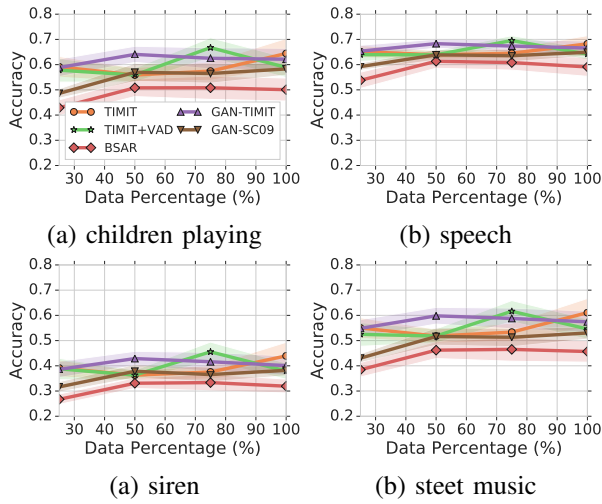 0.8
0.7
0.6
0.5
0.4
0.3
0.2
Accuracy
TIMIT
TIMIT+VAD
BSAR
GAN-TIMIT
GAN-SC09
30 40 50 60 70 80 90 100
Data Percentage (%)
(a) children playing
0.8
0.7
0.6
0.5
0.4
0.3
0.2
Accuracy
30 40 50 60 70 80 90 100
Data Percentage (%)
(b) speech
0.8
0.7
0.6
0.5
0.4
0.3
0.2
Accuracy
30 40 50 60 70 80 90 100
Data Percentage (%)
(a) siren
0.8
0.7
0.6
0.5
0.4
0.3
0.2
Accuracy
30 40 50 60 70 80 90 100
Data Percentage (%)
(b) steet music